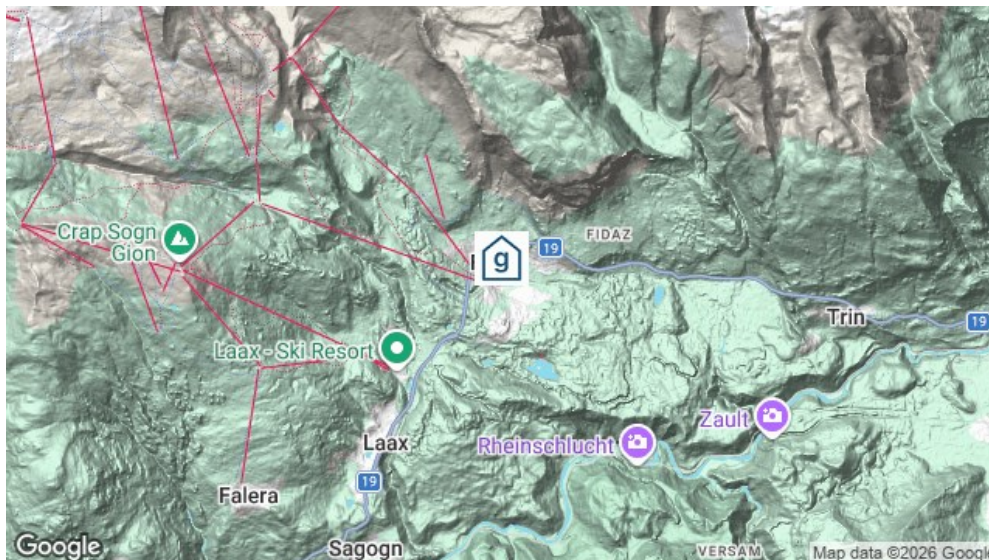 19
FIDAZ
Crap Sogn
Gion
g
Trin
19
Laax - Ski Resort
Zault
Rheinschlucht
Laax
19
Falera
Sagogn
VERSAM
Google
Map data ©2026 Google